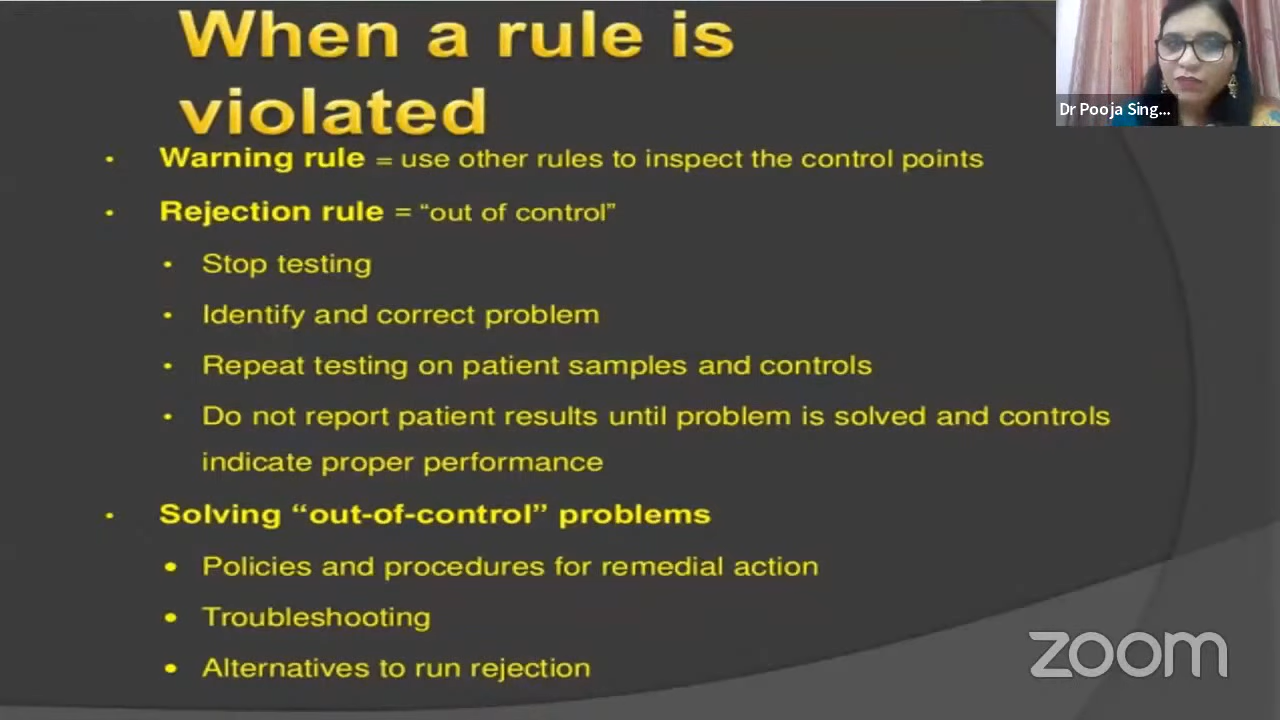 When a rule is
violated
• Warning rule = use other rules to inspect the control points
• Rejection rule = “out of control”
• Stop testing
• Identify and correct problem
• Repeat testing on patient samples and controls
• Do not report patient results until problem is solved and controls
indicate proper performance
• Solving “out-of-control” problems
• Policies and procedures for remedial action
• Troubleshooting
• Alternatives to run rejection
Dr Pooja Sing...
zoom